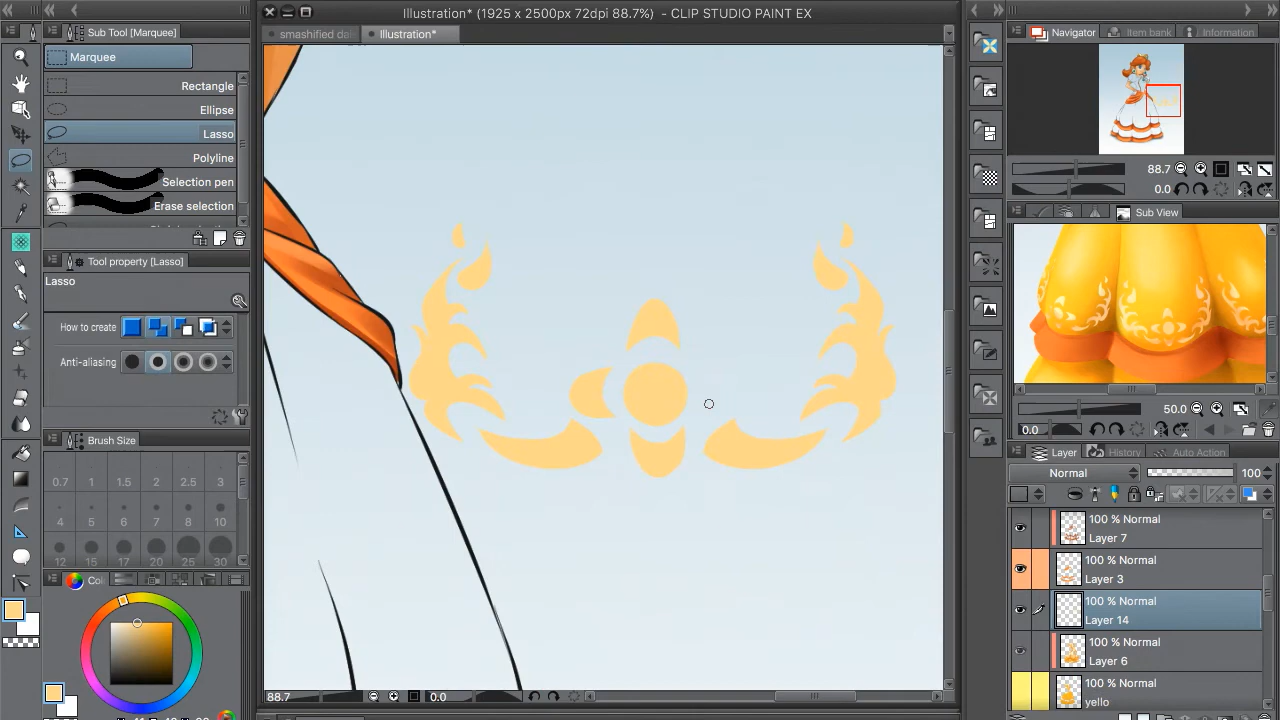 Illustration* (1925 x 2500px 72dpi 88.7%) - CLIP STUDIO PAINT EX
Sub Tool [Marquee]
smashified da
Illustration*
Navigator
Item bank
Information
Marquee
Rectangle
Ellipse
Lasso
Polyline
Selection pen
Erase selection
88.7
0.0
Sub View
Tool property [Lasso]
Lasso
How to create
Anti-aliasing
50.0
0.0
Brush Size
0.7 1 1.5 2 2.5 3
4 5 6 7 8 10
12 15 17 20 25 30
Layer
History
Auto Action
Normal
100
100 % Normal
Layer 7
100 % Normal
Layer 3
100 % Normal
Layer 14
100 % Normal
Layer 6
100 % Normal
yello
Col
88.7
0.0